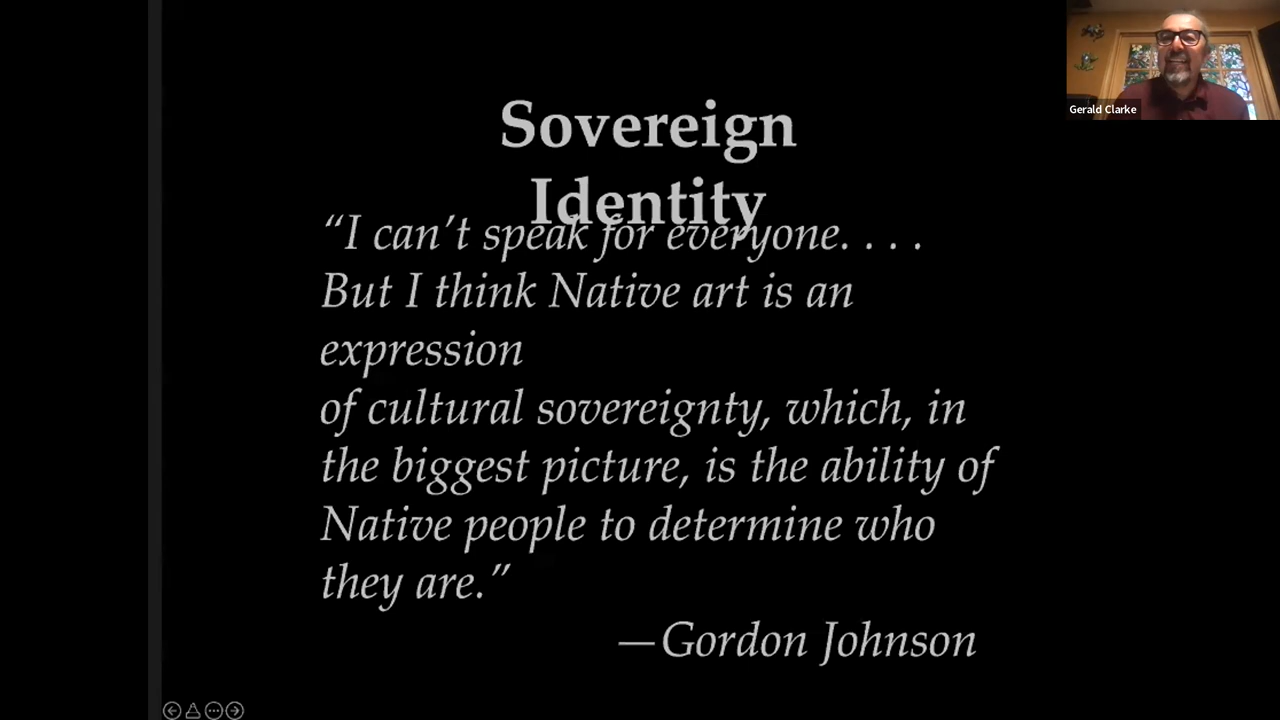 Sovereign
Identity
“I can’t speak for everyone. . . .
But I think Native art is an
expression
of cultural sovereignty, which, in
the biggest picture, is the ability of
Native people to determine who
they are.”
—Gordon Johnson
Gerald Clarke